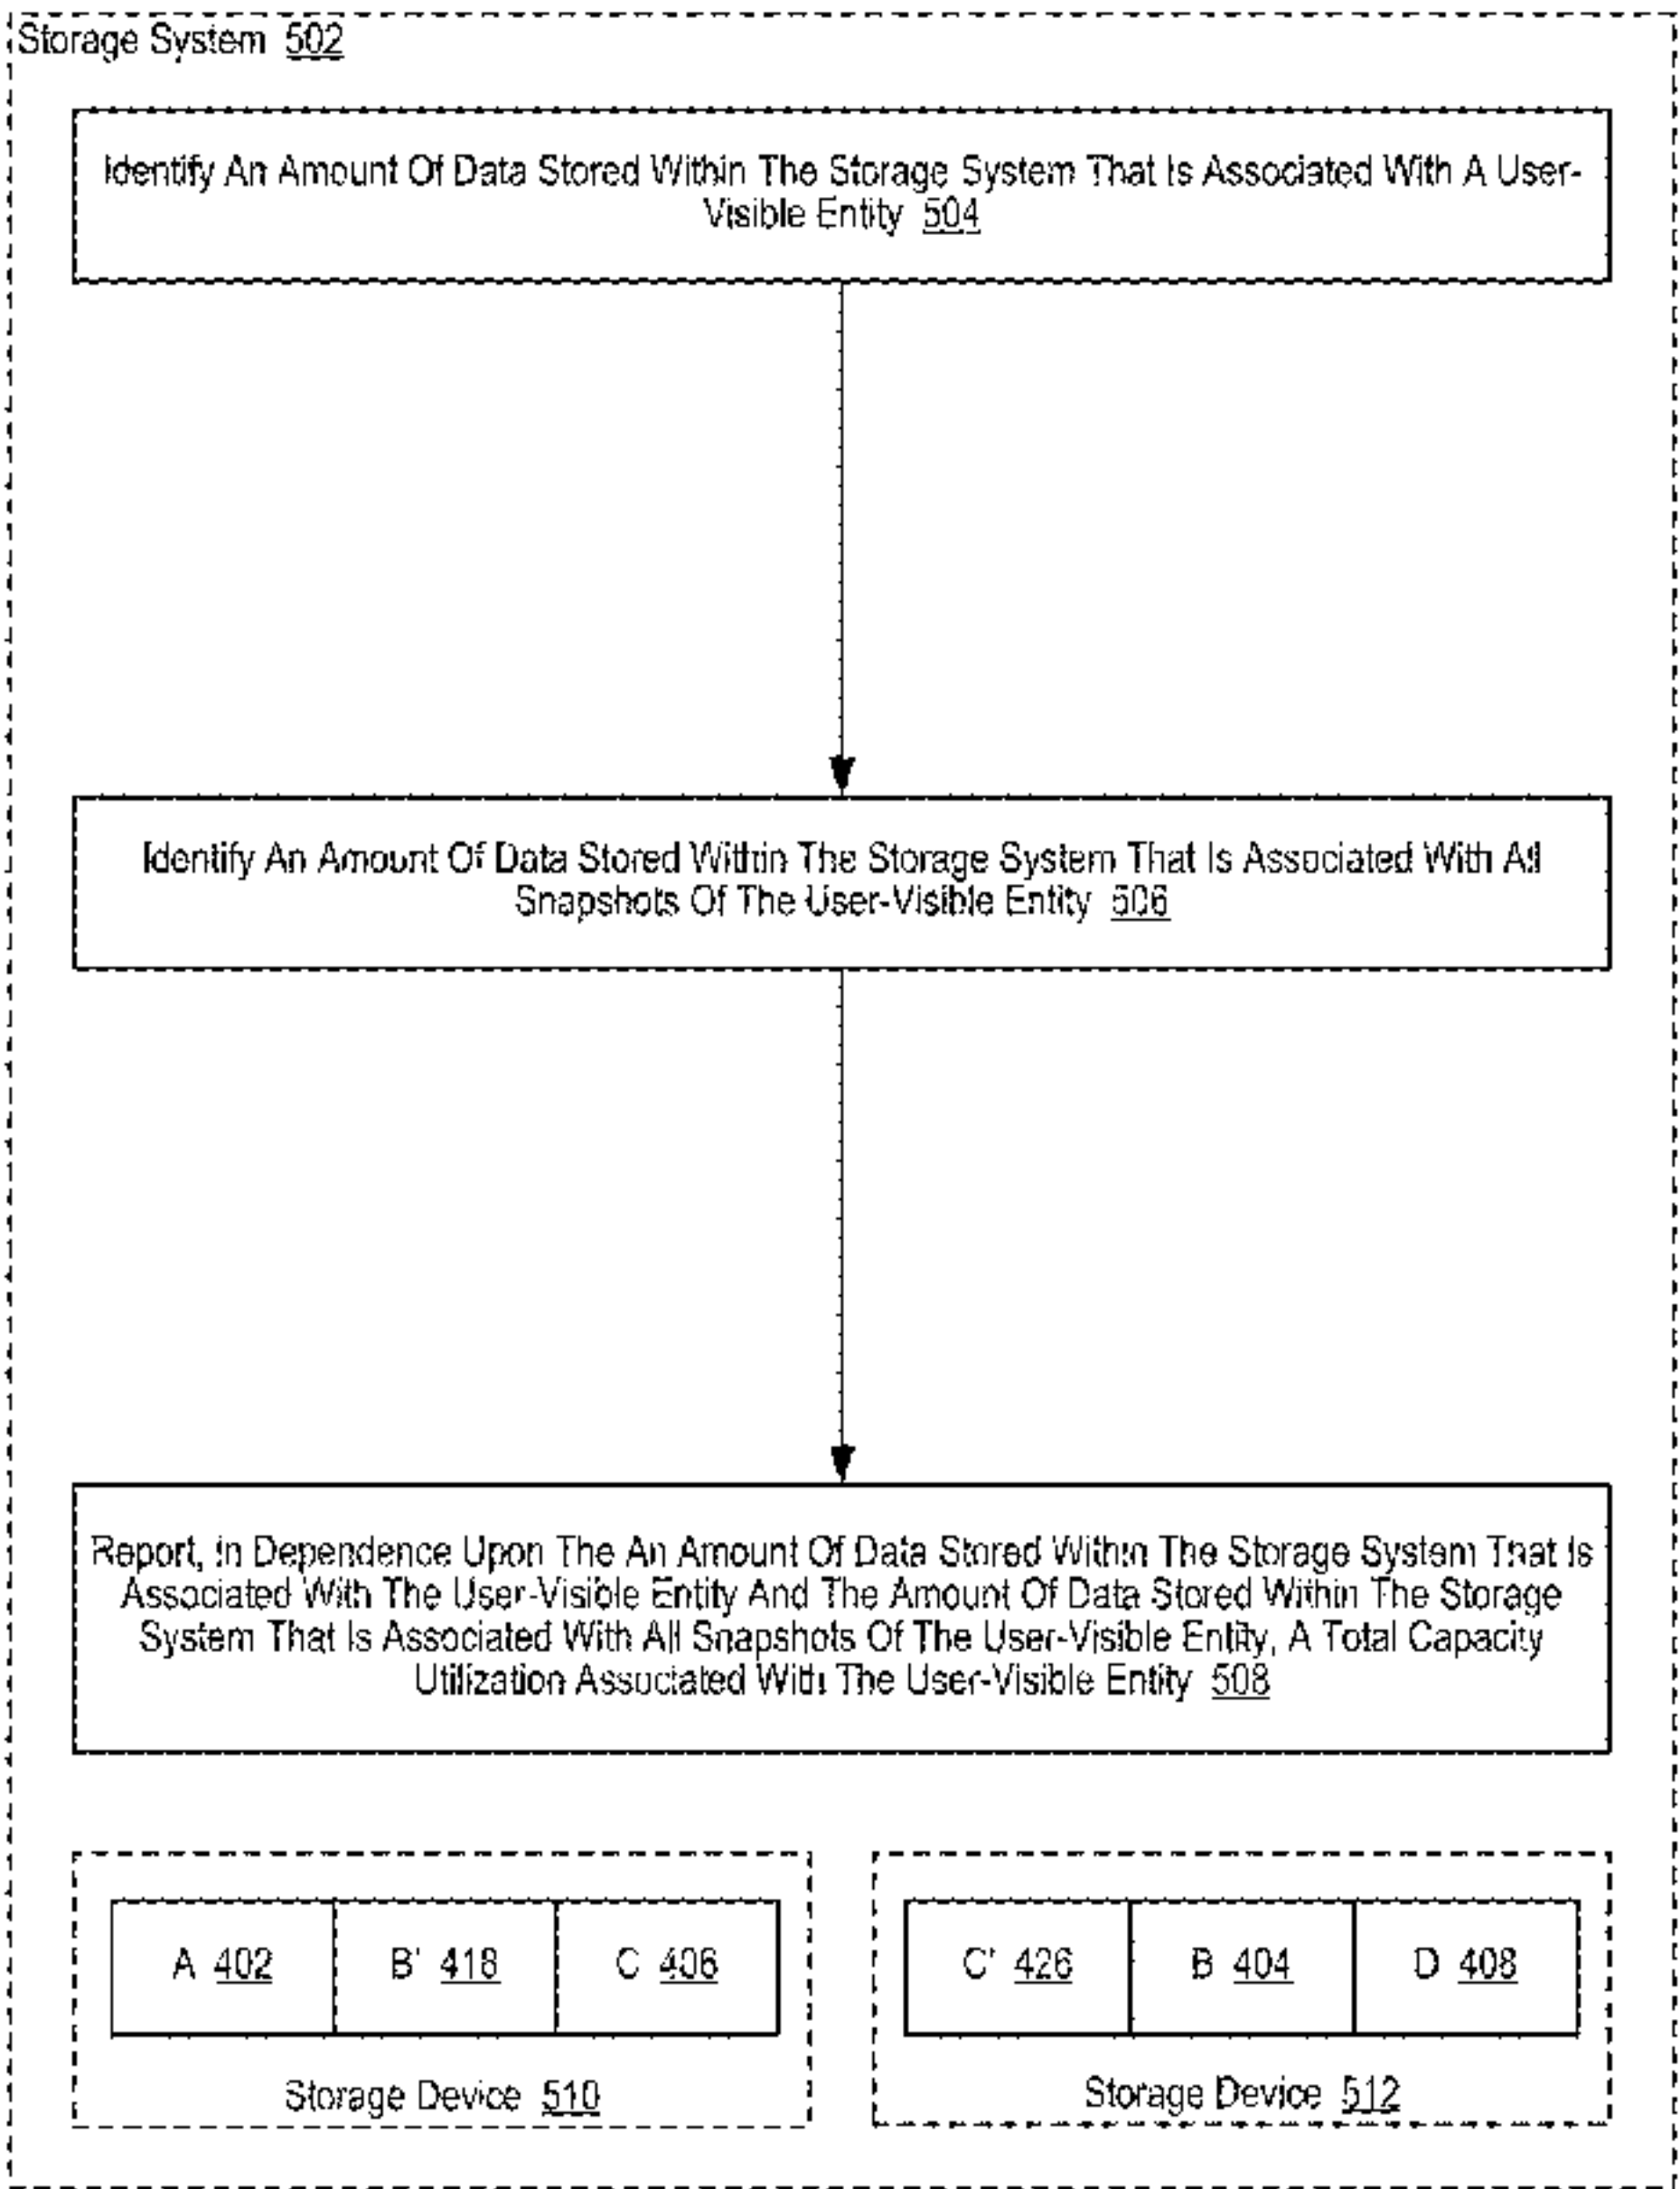 Storage System 502
Identify An Amount Of Data Stored Within The Storage System That Is Associated With A User-
Visible Entity 504
Identify An Amount Of Data Stored Within The Storage System That Is Associated With All
Snapshots Of The User-Visible Entity 506
Report, In Dependence Upon The An Amount Of Data Stored Within The Storage System That Is
Associated With The User-Visible Entity And The Amount Of Data Stored Within The Storage
System That Is Associated With All Snapshots Of The User-Visible Entity, A Total Capacity
Utilization Associated With The User-Visible Entity 508
A 402 B' 418 C 406
Storage Device 510
C' 426 B 404 D 408
Storage Device 512